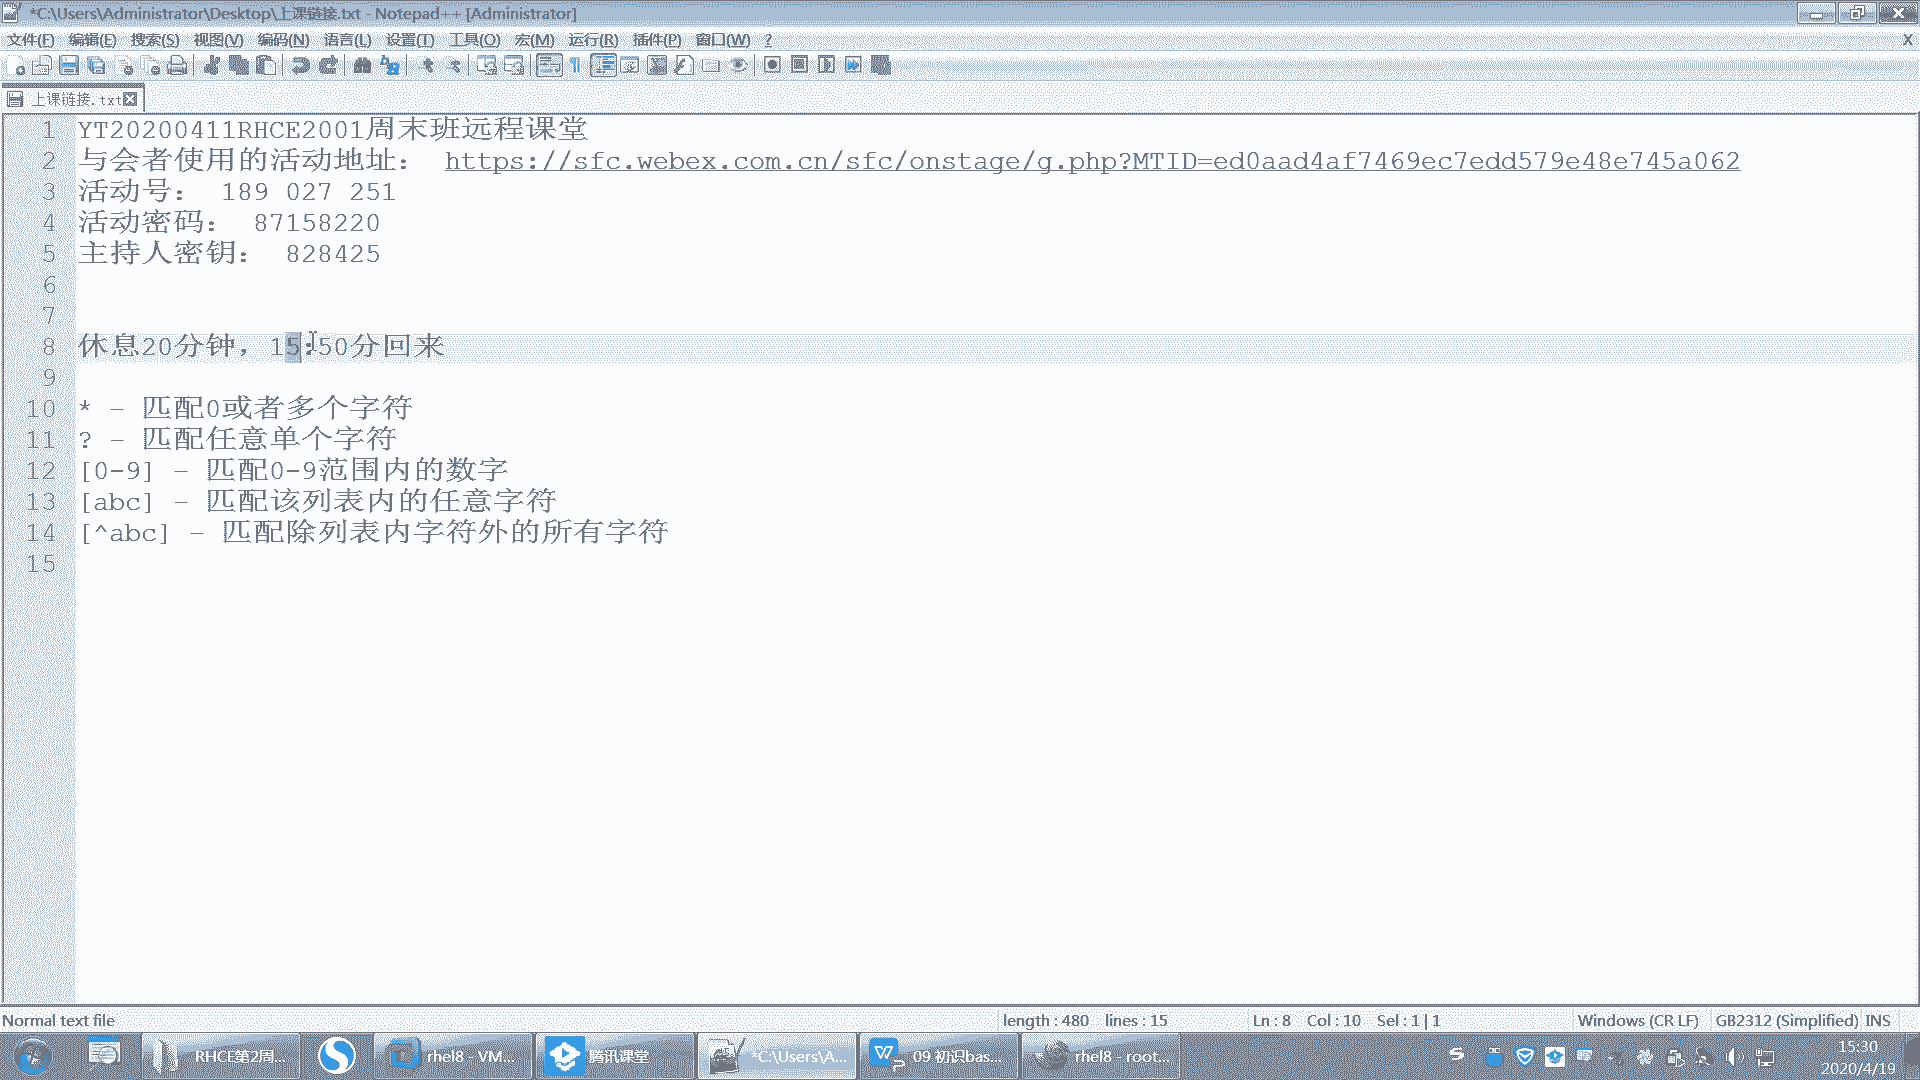 *C:\Users\Administrator\Desktop\上课链接.txt - Notepad++ [Administrator]
文件(F) 编辑(E) 搜索(S) 视图(V) 编码(N) 语言(L) 设置(T) 工具(O) 宏(M) 运行(R) 插件(P) 窗口(W) ? X
上课链接.txt
1 YT20200411RHCE2001周末班远程课堂
2 与会者使用的活动地址： https://sfc.webex.com.cn/sfc/onstage/g.php?MTID=ed0aad4af7469ec7edd579e48e745a062
3 活动号： 189 027 251
4 活动密码： 87158220
5 主持人密钥： 828425
6
7
8 休息20分钟，15:50分回来
9
10 * – 匹配0或者多个字符
11 ? – 匹配任意单个字符
12 [0-9] – 匹配0-9范围内的数字
13 [abc] – 匹配该列表内的任意字符
14 [^abc] – 匹配除列表内字符外的所有字符
15
Normal text file length : 480 lines : 15 Ln : 8 Col : 10 Sel : 1 | 1 Windows (CR LF) GB2312 (Simplified) INS
RHCE第2周... rhel8 - VM... 腾讯课堂 *C:\Users\A... 09 初识bas... rhel8 - root... 15:30
2020/4/19